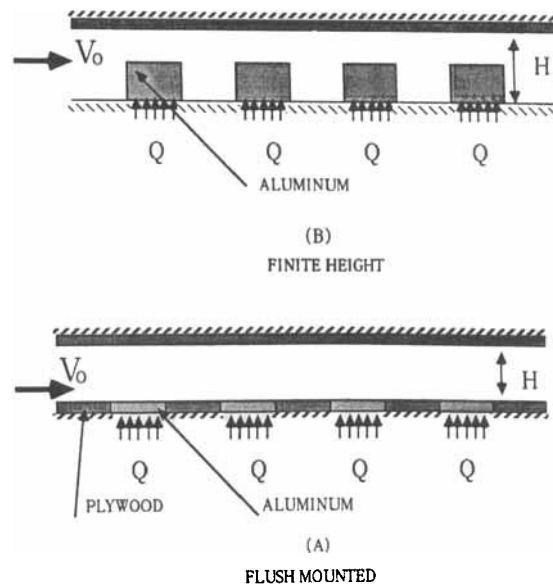 V₀
H
Q Q Q Q
ALUMINUM
(B)
FINITE HEIGHT
V₀
H
Q Q Q Q
PLYWOOD ALUMINUM
(A)
FLUSH MOUNTED